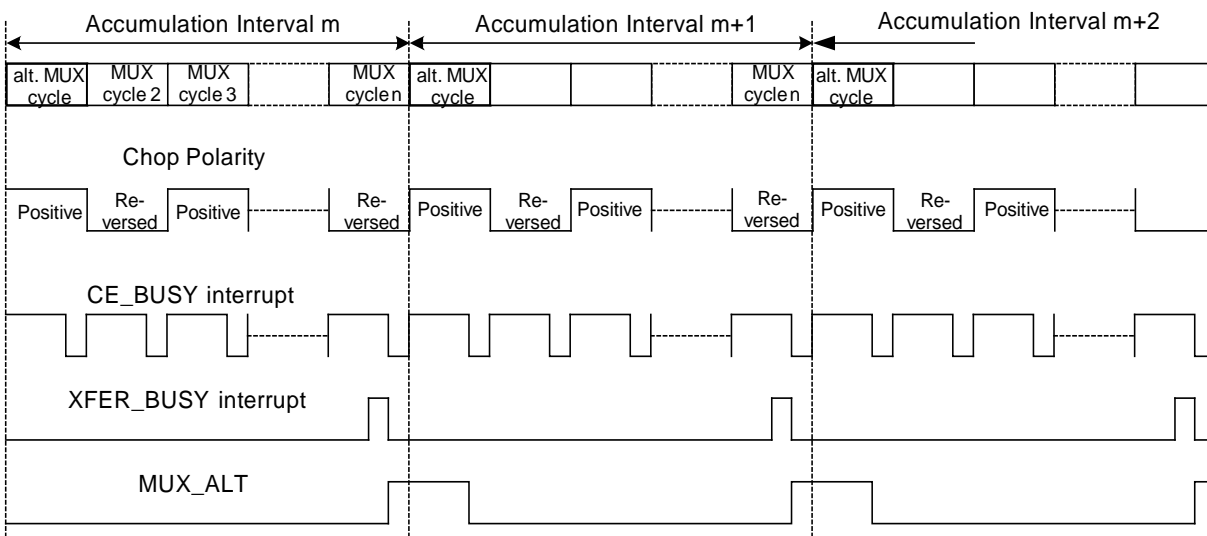 Accumulation Interval m
Accumulation Interval m+1
Accumulation Interval m+2
alt. MUX
cycle
MUX
cycle 2
MUX
cycle 3
MUX
cycle n
alt. MUX
cycle
MUX
cycle n
alt. MUX
cycle
Chop Polarity
Positive
Re-
versed
Positive
Re-
versed
Positive
Re-
versed
Positive
Re-
versed
Positive
Re-
versed
Positive
CE_BUSY interrupt
XFER_BUSY interrupt
MUX_ALT